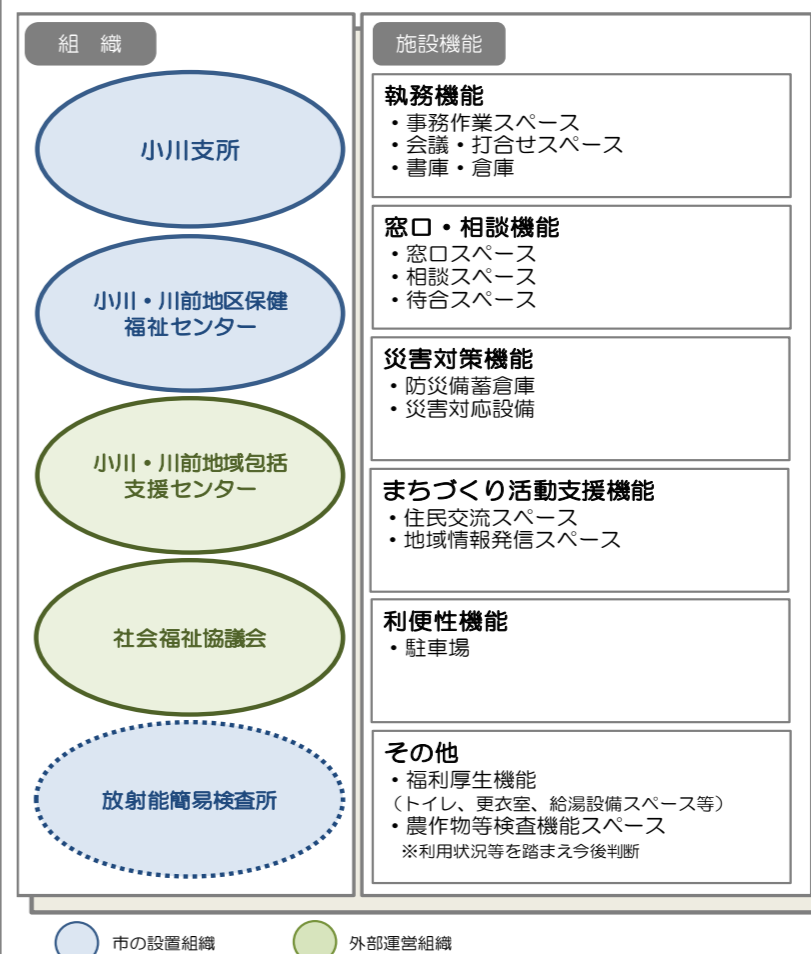 組 織
小川支所
小川・川前地区保健
福祉センター
小川・川前地域包括
支援センター
社会福祉協議会
放射能簡易検査所
施設機能
執務機能
・事務作業スペース
・会議・打合せスペース
・書庫・倉庫
窓口・相談機能
・窓口スペース
・相談スペース
・待合スペース
災害対策機能
・防災備蓄倉庫
・災害対応設備
まちづくり活動支援機能
・住民交流スペース
・地域情報発信スペース
利便性機能
・駐車場
その他
・福利厚生機能
（トイレ、更衣室、給湯設備スペース等）
・農作物等検査機能スペース
※利用状況等を踏まえ今後判断
市の設置組織
外部運営組織